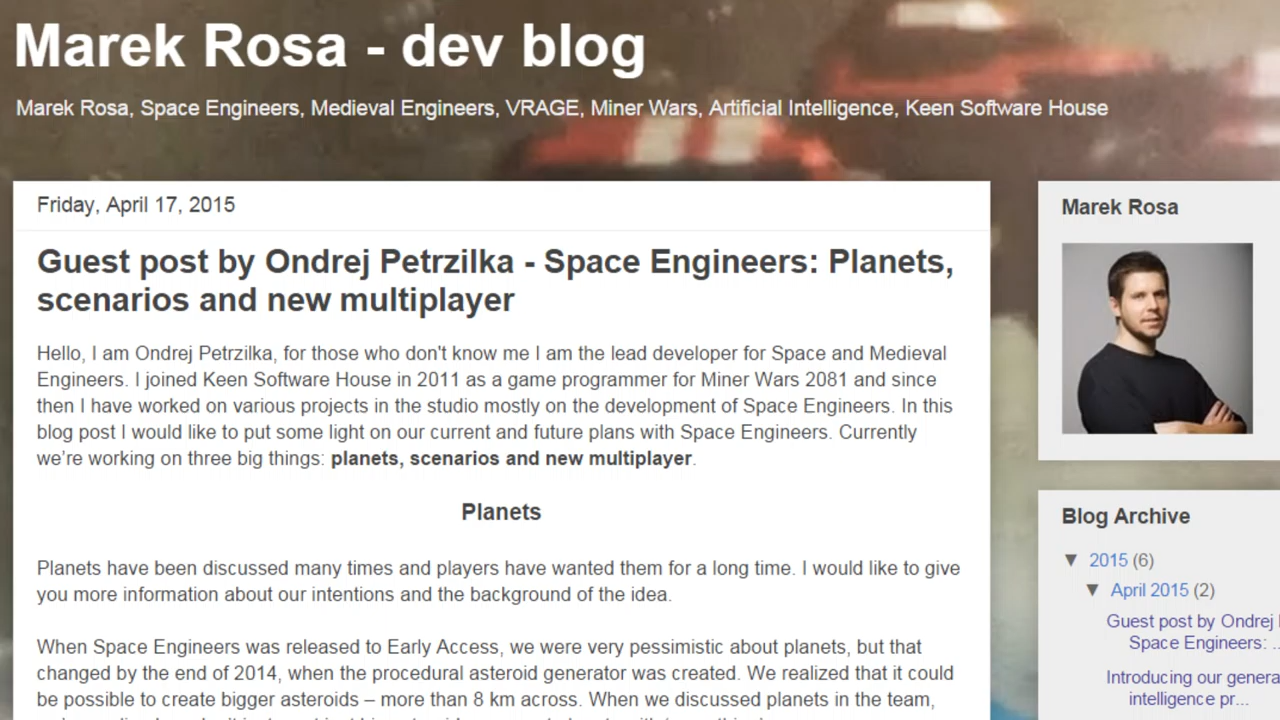 Marek Rosa - dev blog
Marek Rosa, Space Engineers, Medieval Engineers, VRAGE, Miner Wars, Artificial Intelligence, Keen Software House
Friday, April 17, 2015
Guest post by Ondrej Petrzilka - Space Engineers: Planets,
scenarios and new multiplayer
Hello, I am Ondrej Petrzilka, for those who don't know me I am the lead developer for Space and Medieval
Engineers. I joined Keen Software House in 2011 as a game programmer for Miner Wars 2081 and since
then I have worked on various projects in the studio mostly on the development of Space Engineers. In this
blog post I would like to put some light on our current and future plans with Space Engineers. Currently
we’re working on three big things: planets, scenarios and new multiplayer.
Planets
Planets have been discussed many times and players have wanted them for a long time. I would like to give
you more information about our intentions and the background of the idea.
When Space Engineers was released to Early Access, we were very pessimistic about planets, but that
changed by the end of 2014, when the procedural asteroid generator was created. We realized that it could
be possible to create bigger asteroids – more than 8 km across. When we discussed planets in the team,
Marek Rosa
Blog Archive
▼ 2015 (6)
▼ April 2015 (2)
Guest post by Ondrej
Space Engineers: ...
Introducing our genera
intelligence pr...